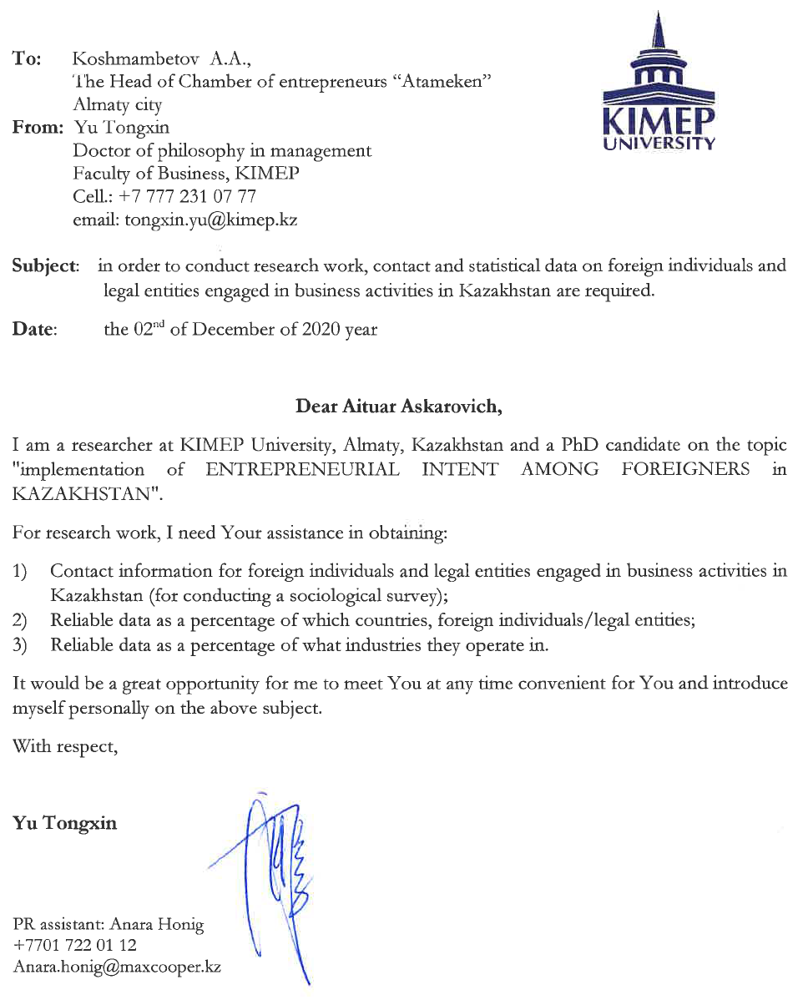 To: Koshmambetov A.A.,
The Head of Chamber of entrepreneurs “Atameken”
Almaty city
From: Yu Tongxin
Doctor of philosophy in management
Faculty of Business, KIMEP
Cell.: +7 777 231 07 77
email: tongxin.yu@kimep.kz
KIMEP
UNIVERSITY
Subject: in order to conduct research work, contact and statistical data on foreign individuals and
legal entities engaged in business activities in Kazakhstan are required.
Date: the 02nd of December of 2020 year
Dear Aituar Askarovich,
I am a researcher at KIMEP University, Almaty, Kazakhstan and a PhD candidate on the topic
"implementation of ENTREPRENEURIAL INTENT AMONG FOREIGNERS in
KAZAKHSTAN".
For research work, I need Your assistance in obtaining:
1) Contact information for foreign individuals and legal entities engaged in business activities in
Kazakhstan (for conducting a sociological survey);
2) Reliable data as a percentage of which countries, foreign individuals/legal entities;
3) Reliable data as a percentage of what industries they operate in.
It would be a great opportunity for me to meet You at any time convenient for You and introduce
myself personally on the above subject.
With respect,
Yu Tongxin
PR assistant: Anara Honig
+7701 722 01 12
Anara.honig@maxcooper.kz